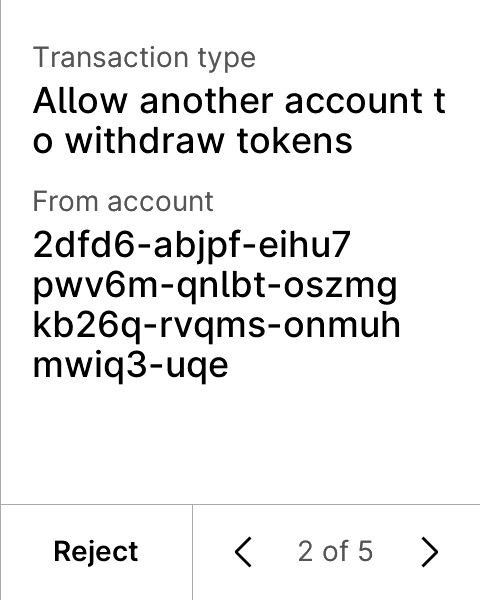 Transaction type
Allow another account t
o withdraw tokens
From account
2dfd6-abjpf-eihu7
pwv6m-qnlbt-oszmg
kb26q-rvqms-onmuh
mwiq3-uqe
Reject
2 of 5